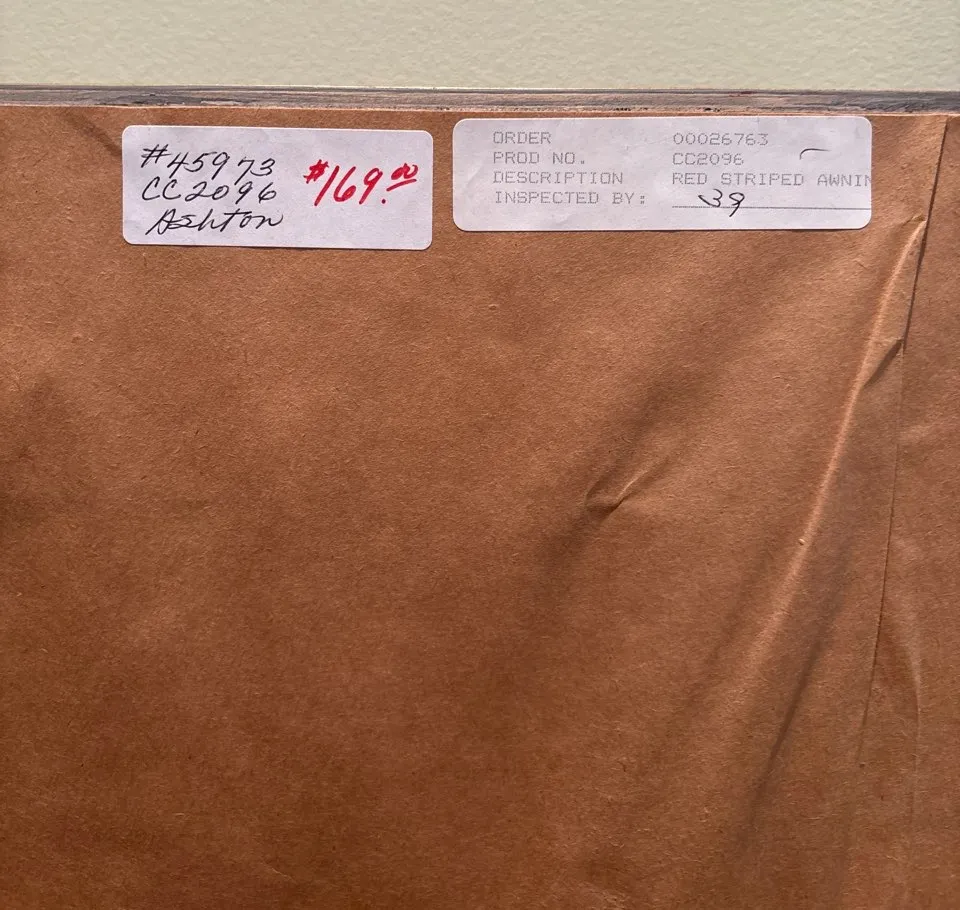 #45973
CC2096
Ashton
$169.00
ORDER 00026763
PROD NO. CC2096
DESCRIPTION RED STRIPED AWNIN
INSPECTED BY: 39